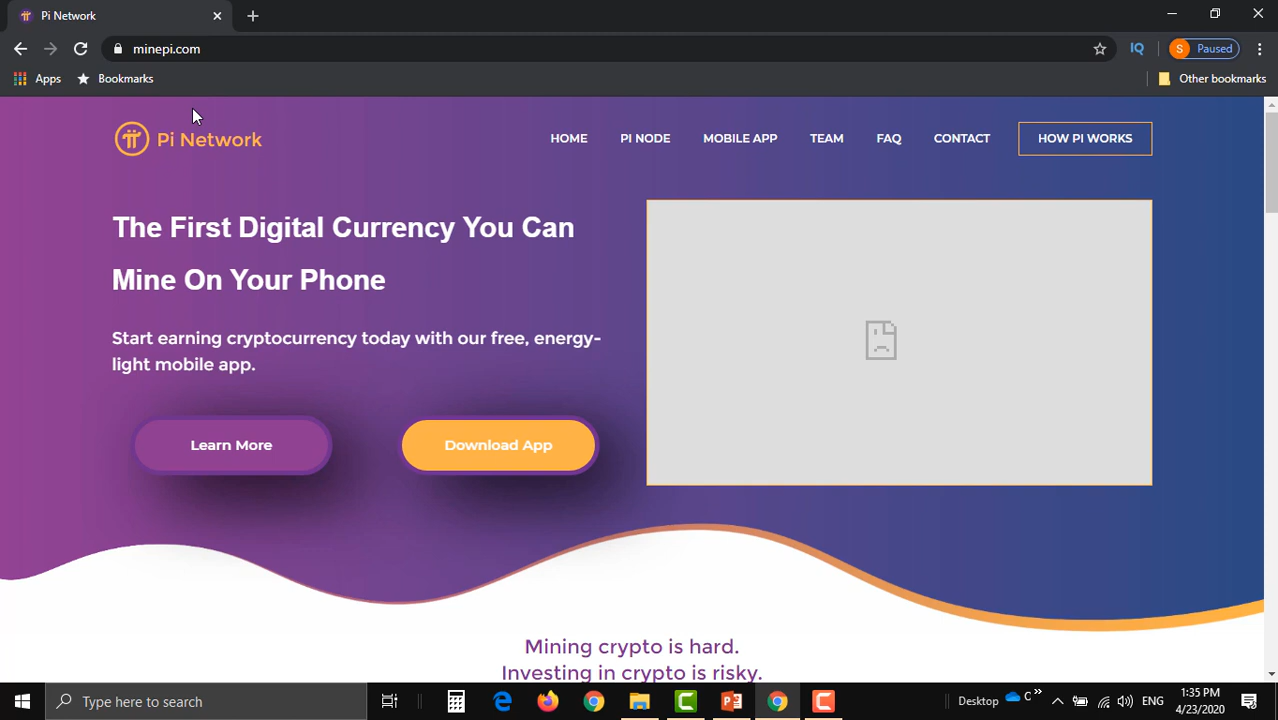 Pi Network
minepi.com
IQ
S
Paused
Apps
Bookmarks
Other bookmarks
Pi Network
HOME
PI NODE
MOBILE APP
TEAM
FAQ
CONTACT
HOW PI WORKS
The First Digital Currency You Can
Mine On Your Phone
Start earning cryptocurrency today with our free, energy-
light mobile app.
Learn More
Download App
Mining crypto is hard.
Investing in crypto is risky.
Type here to search
Desktop
C
ENG
1:35 PM
4/23/2020